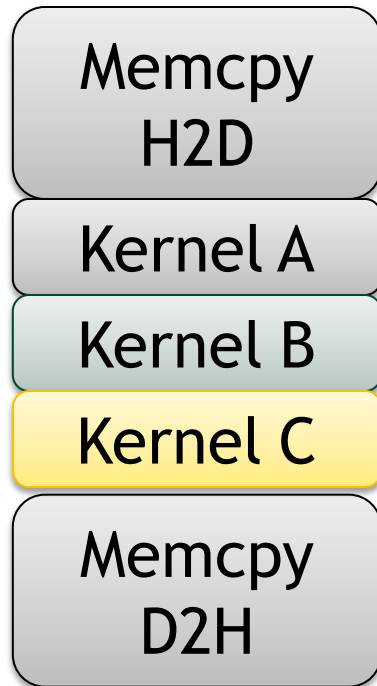 Memcpy
H2D
Kernel A
Kernel B
Kernel C
Memcpy
D2H